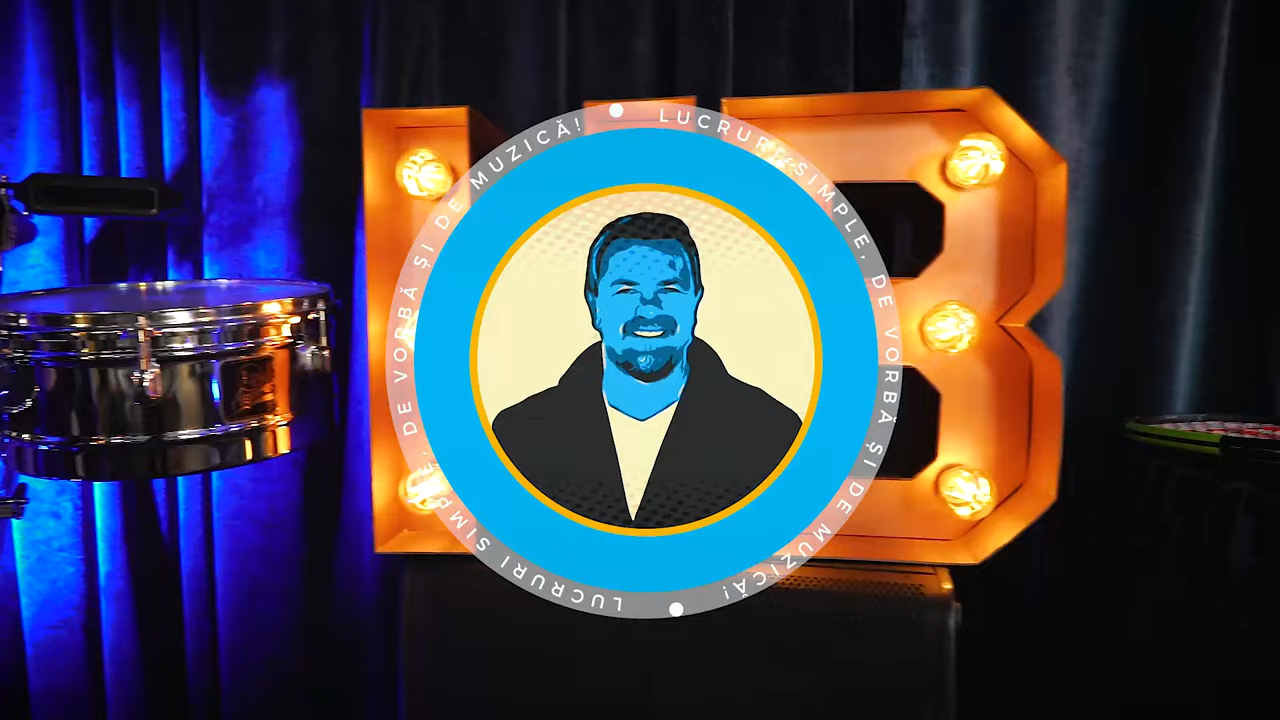 LUCRURI SIMPLE, DE VORBĂ ȘI DE MUZICĂ!
LUCRURI SIMPLE, DE VORBĂ ȘI DE MUZICĂ!
B